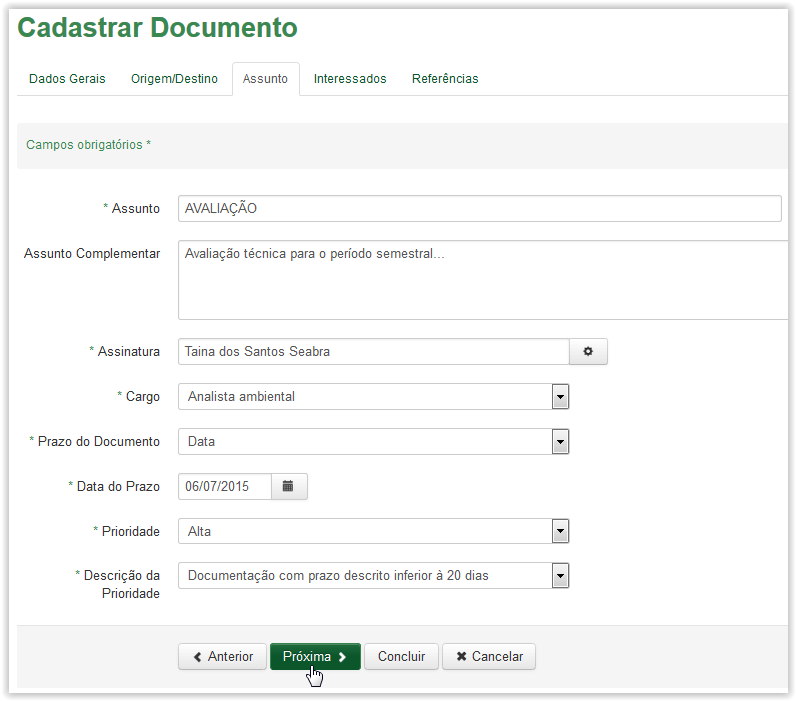 Cadastrar Documento
Dados Gerais Origem/Destino Assunto Interessados Referências
Campos obrigatórios *
* Assunto AVALIAÇÃO
Assunto Complementar Avaliação técnica para o período semestral...
* Assinatura Taina dos Santos Seabra
* Cargo Analista ambiental
* Prazo do Documento Data
* Data do Prazo 06/07/2015
* Prioridade Alta
* Descrição da Documentação com prazo descrito inferior à 20 dias
Prioridade
Anterior Próxima Concluir Cancelar